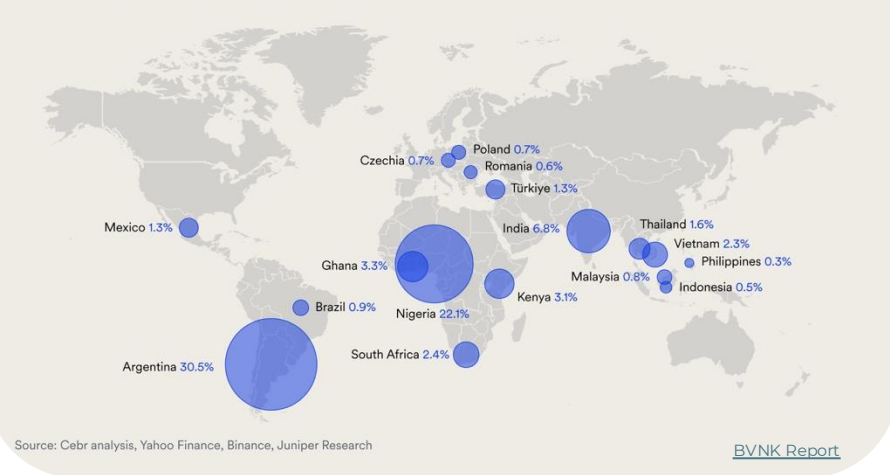 Poland 0.7%
Czechia 0.7%
Romania 0.6%
Türkiye 1.3%
Mexico 1.3%
India 6.8%
Thailand 1.6%
Vietnam 2.3%
Philippines 0.3%
Ghana 3.3%
Malaysia 0.8%
Indonesia 0.5%
Kenya 3.1%
Brazil 0.9%
Nigeria 22.1%
South Africa 2.4%
Argentina 30.5%
Source: Cebr analysis, Yahoo Finance, Binance, Juniper Research
BVNK Report